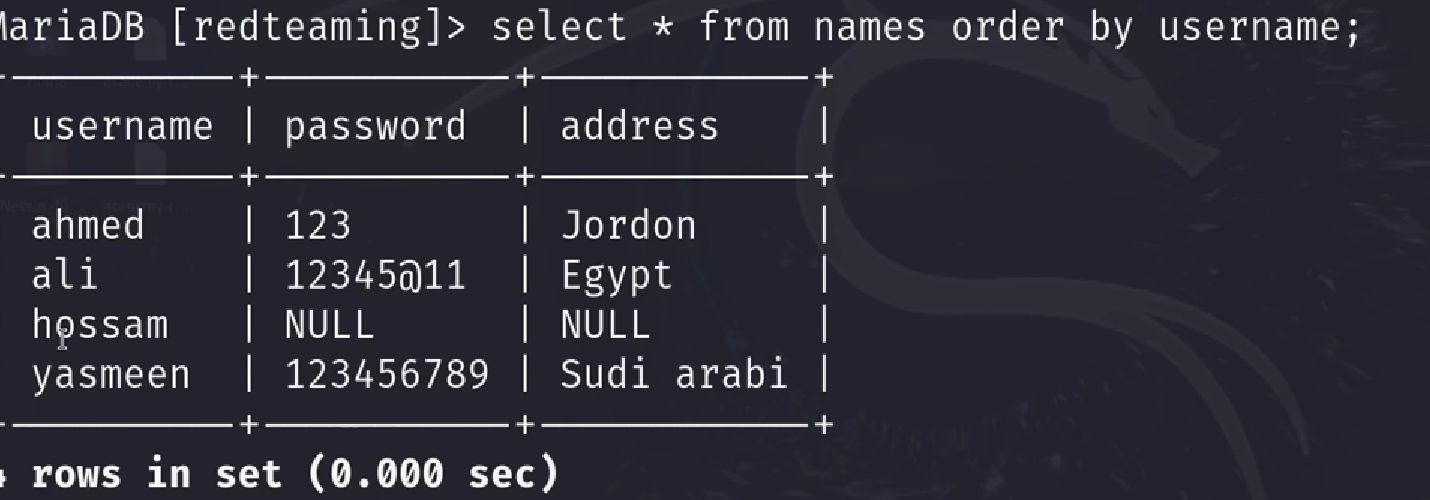 MariaDB [redteaming]> select * from names order by username;
+----------+-----------+------------+
username | password | address |
+----------+-----------+------------+
ahmed | 123 | Jordon |
ali | 12345@11 | Egypt |
hossam | NULL | NULL |
yasmeen | 123456789 | Sudi arabi |
+----------+-----------+------------+
4 rows in set (0.000 sec)